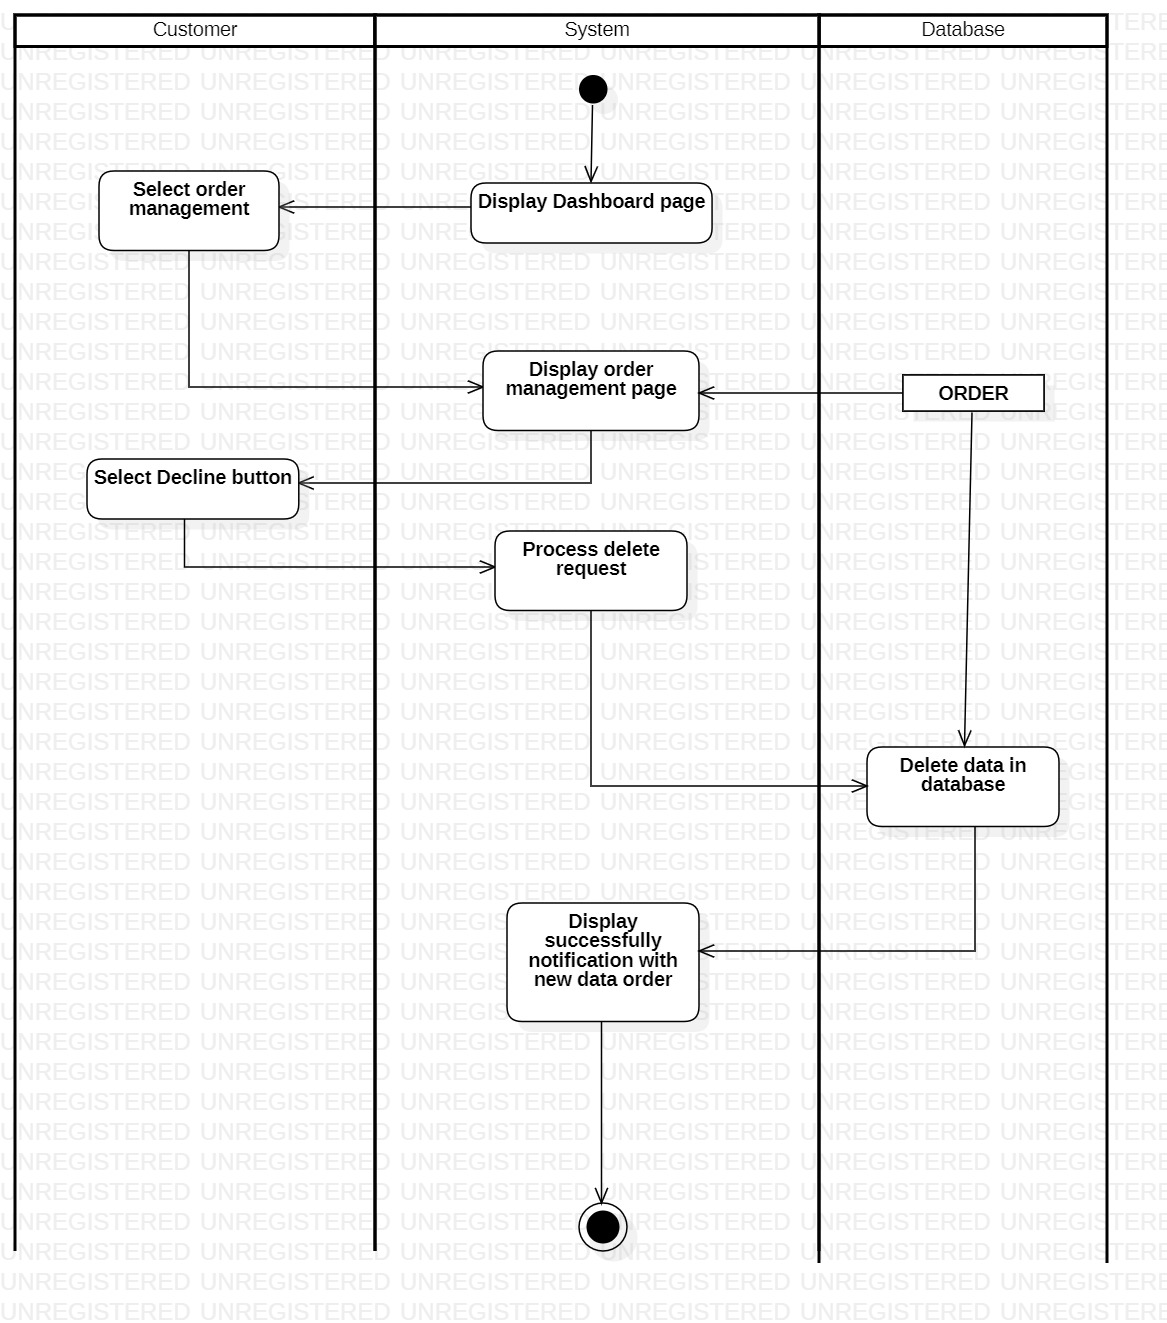 Customer
System
Database
Select order
management
Display Dashboard page
Display order
management page
ORDER
Select Decline button
Process delete
request
Delete data in
database
Display
successfully
notification with
new data order
UNREGISTERED